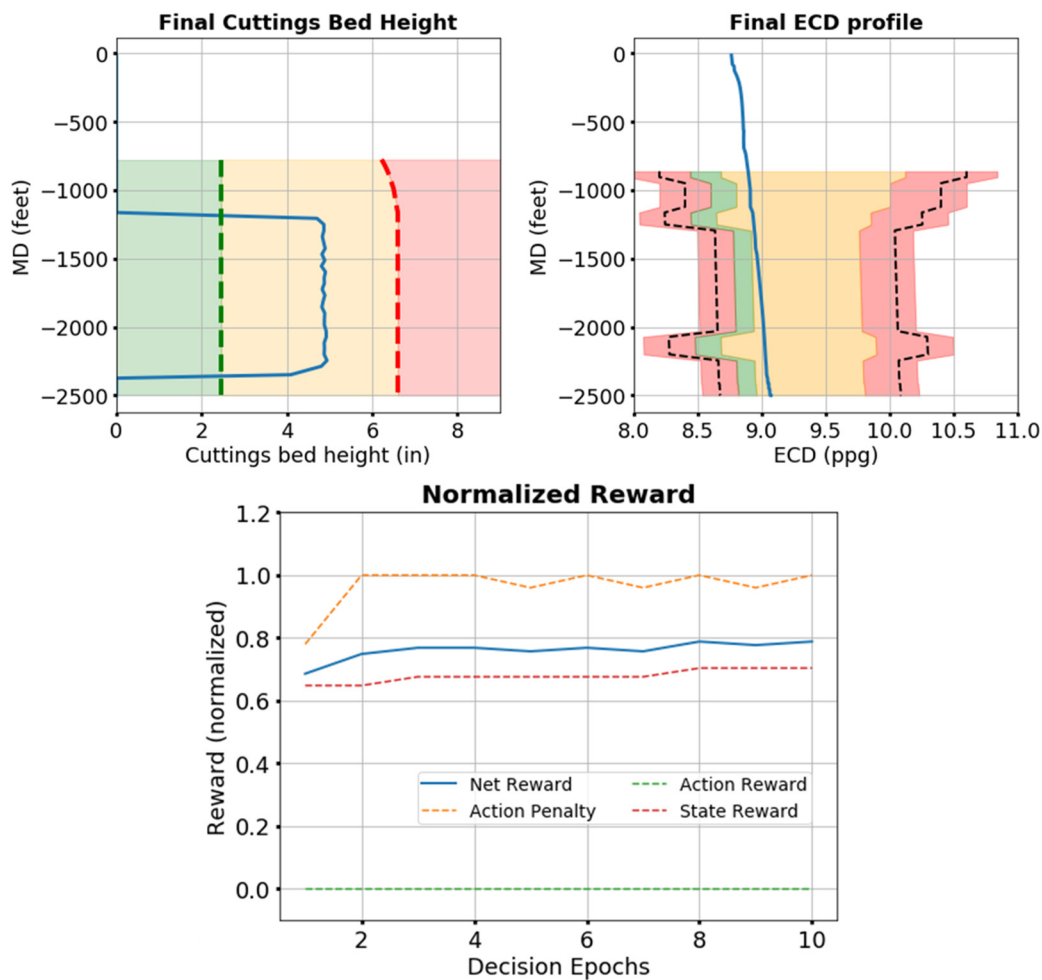 Final Cuttings Bed Height
0
−500
−1000
−1500
−2000
−2500
MD (feet)
0 2 4 6 8
Cuttings bed height (in)
Final ECD profile
0
−500
−1000
−1500
−2000
−2500
MD (feet)
8.0 8.5 9.0 9.5 10.0 10.5 11.0
ECD (ppg)
Normalized Reward
1.2
1.0
0.8
0.6
0.4
0.2
0.0
Reward (normalized)
Net Reward
Action Penalty
Action Reward
State Reward
2 4 6 8 10
Decision Epochs